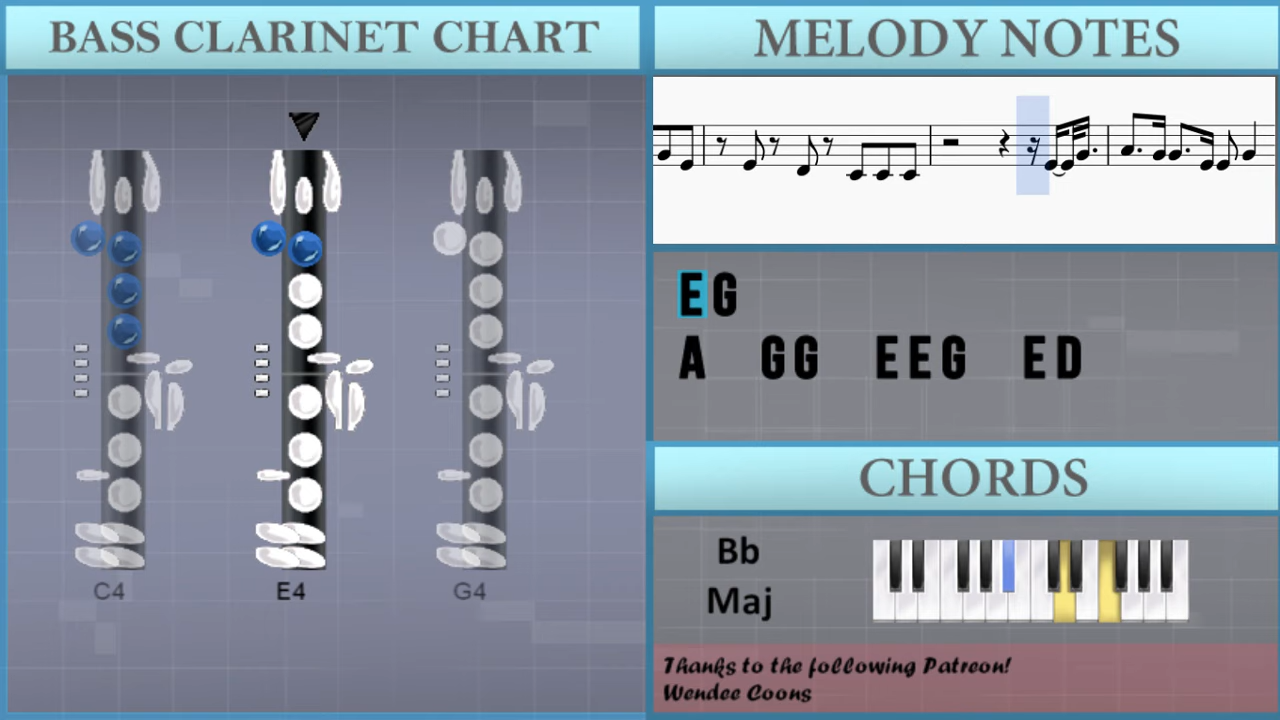 BASS CLARINET CHART
C4
E4
G4
MELODY NOTES
EG
A GG EEG ED
CHORDS
Bb
Maj
Thanks to the following Patreon!
Wendee Coons